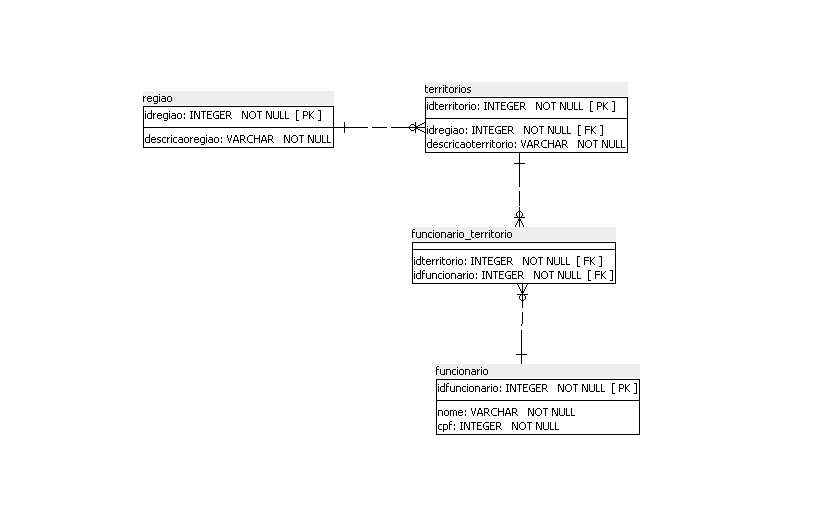 regiao
idregiao: INTEGER NOT NULL [ PK ]
descricaoregiao: VARCHAR NOT NULL
territorios
idterritorio: INTEGER NOT NULL [ PK ]
idregiao: INTEGER NOT NULL [ FK ]
descricaoterritorio: VARCHAR NOT NULL
funcionario_territorio
idterritorio: INTEGER NOT NULL [ FK ]
idfuncionario: INTEGER NOT NULL [ FK ]
funcionario
idfuncionario: INTEGER NOT NULL [ PK ]
nome: VARCHAR NOT NULL
cpf: INTEGER NOT NULL